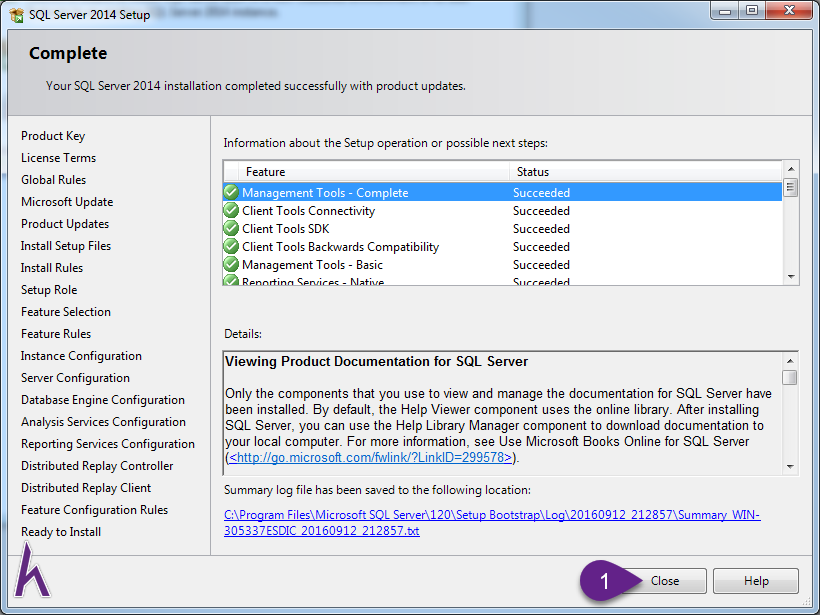 SQL Server 2014 Setup
Complete
Your SQL Server 2014 installation completed successfully with product updates.
Product Key
License Terms
Global Rules
Microsoft Update
Product Updates
Install Setup Files
Install Rules
Setup Role
Feature Selection
Feature Rules
Instance Configuration
Server Configuration
Database Engine Configuration
Analysis Services Configuration
Reporting Services Configuration
Distributed Replay Controller
Distributed Replay Client
Feature Configuration Rules
Ready to Install
Information about the Setup operation or possible next steps:
Feature Status
Management Tools - Complete Succeeded
Client Tools Connectivity Succeeded
Client Tools SDK Succeeded
Client Tools Backwards Compatibility Succeeded
Management Tools - Basic Succeeded
Reporting Services - Native Succeeded
Details:
Viewing Product Documentation for SQL Server
Only the components that you use to view and manage the documentation for SQL Server have
been installed. By default, the Help Viewer component uses the online library. After installing
SQL Server, you can use the Help Library Manager component to download documentation to
your local computer. For more information, see Use Microsoft Books Online for SQL Server
(<http://go.microsoft.com/fwlink/?LinkID=299578>).
Summary log file has been saved to the following location:
C:\Program Files\Microsoft SQL Server\120\Setup Bootstrap\Log\20160912_212857\Summary_WIN-
305337ESDIC_20160912_212857.txt
h
1
Close
Help